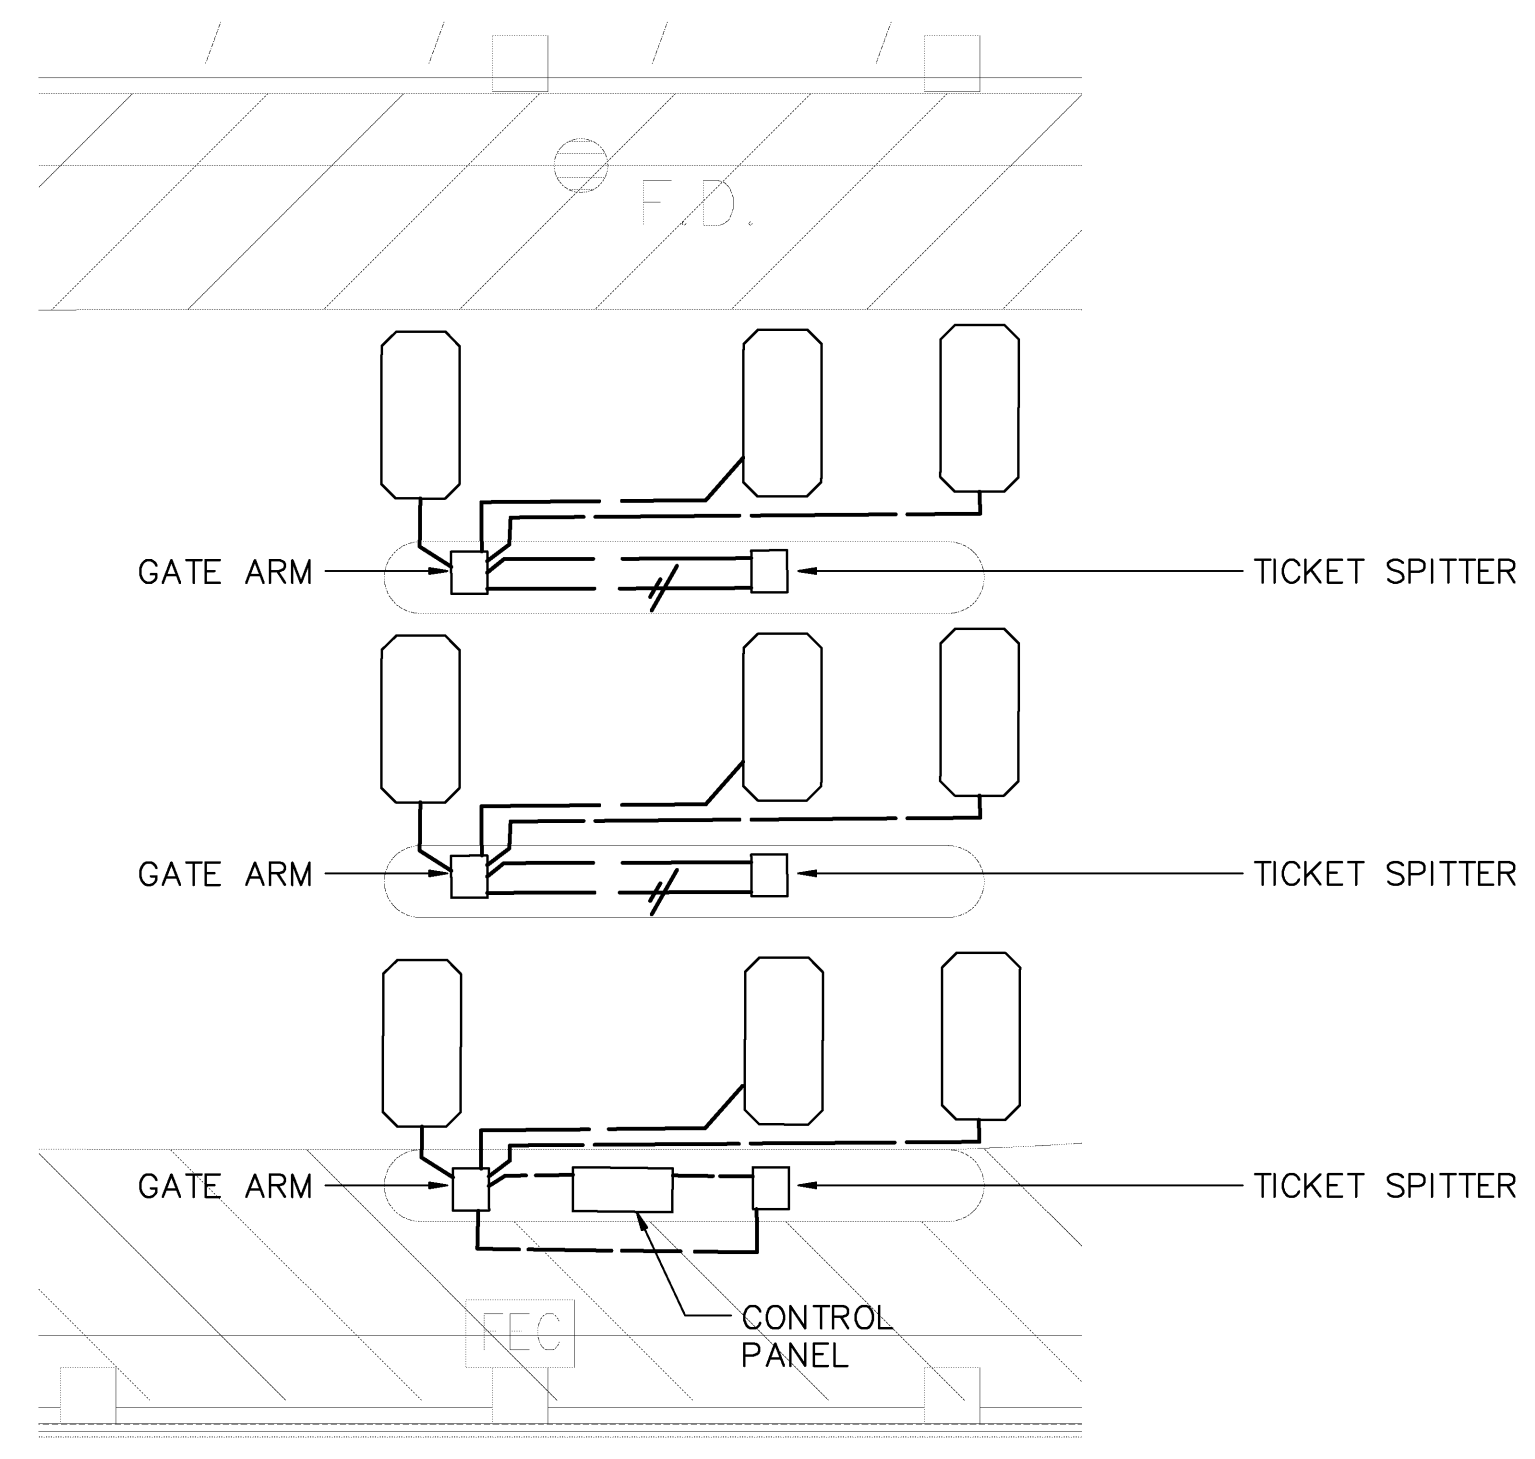 F.D.
GATE ARM
TICKET SPITTER
GATE ARM
TICKET SPITTER
GATE ARM
TICKET SPITTER
FEC
CONTROL
PANEL